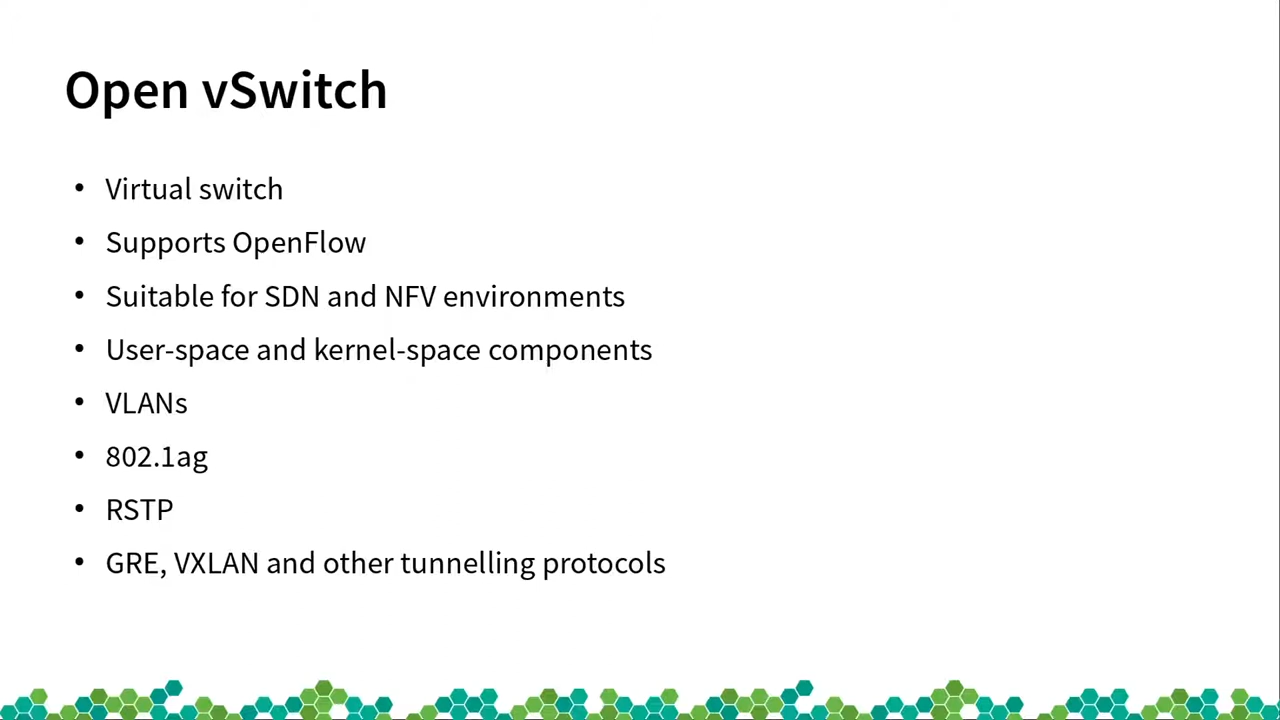 Open vSwitch
• Virtual switch
• Supports OpenFlow
• Suitable for SDN and NFV environments
• User-space and kernel-space components
• VLANs
• 802.1ag
• RSTP
• GRE, VXLAN and other tunnelling protocols